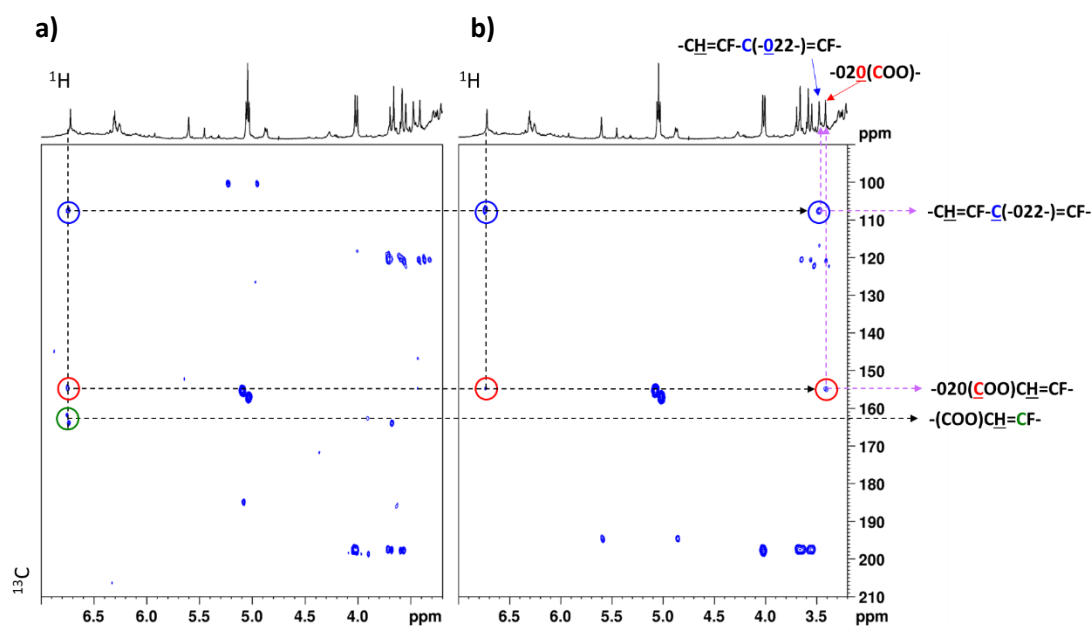 a)
b)
-CH=CF-C(-022-)=CF-
-020(COO)-
¹H
¹H
ppm
100
110
120
130
140
150
160
170
180
190
200
210
-CH=CF-C(-022-)=CF-
-020(COO)CH=CF-
-(COO)CH=CF-
¹³C
6.5 6.0 5.5 5.0 4.5 4.0 3.5 ppm
6.5 6.0 5.5 5.0 4.5 4.0 3.5 ppm